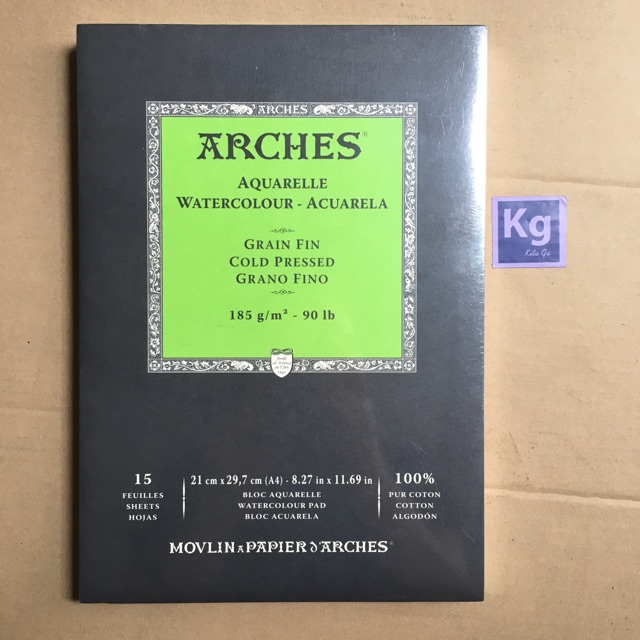 ARCHES
ARCHES®
AQUARELLE
WATERCOLOUR - ACUARELA
GRAIN FIN
COLD PRESSED
GRANO FINO
185 g/m² - 90 lb
15
FEUILLES
SHEETS
HOJAS
21 cm x 29,7 cm (A4) - 8.27 in x 11.69 in
BLOC AQUARELLE
WATERCOLOUR PAD
BLOC ACUARELA
100%
PUR COTON
COTTON
ALGODÓN
MOVLIN A PAPIER D'ARCHES®
Kg